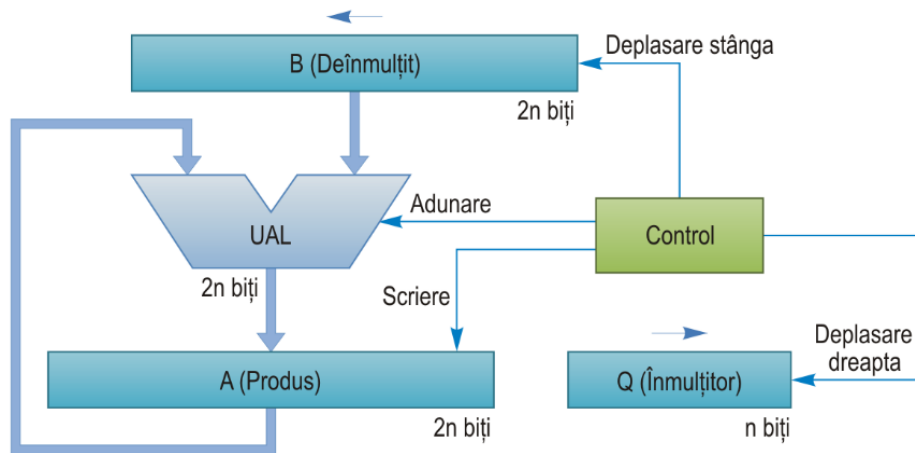 B (Deînmulțit)
Deplasare stânga
2n biți
Adunare
UAL
Control
2n biți
Scriere
Deplasare
dreapta
A (Produs)
Q (Înmulțitor)
2n biți
n biți